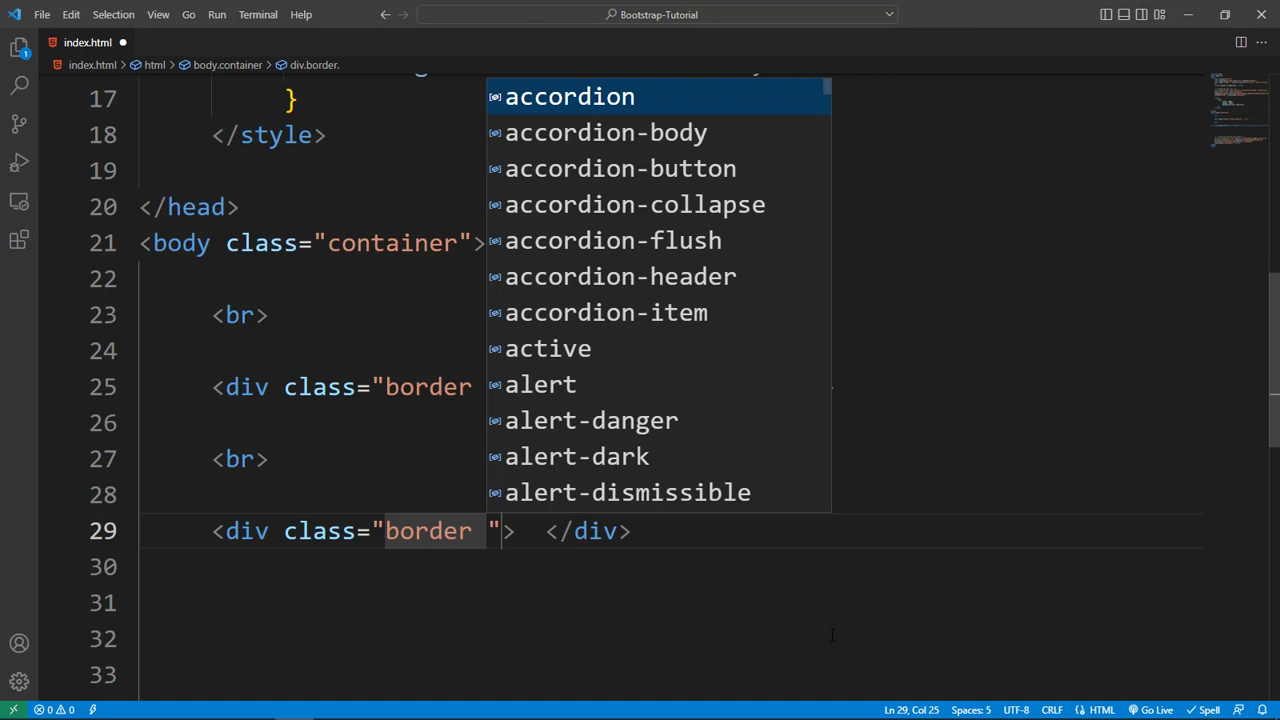 File Edit Selection View Go Run Terminal Help
Bootstrap-Tutorial
index.html
index.html > html > body.container > div.border.
1
17 }
18 </style>
19
20 </head>
21 <body class="container">
22
23 <br>
24
25 <div class="border
26
27 <br>
28
29 <div class="border "> </div>
30
31
32
33
accordion
accordion-body
accordion-button
accordion-collapse
accordion-flush
accordion-header
accordion-item
active
alert
alert-danger
alert-dark
alert-dismissible
0 0 Ln 29, Col 25 Spaces: 5 UTF-8 CRLF HTML Go Live Spell